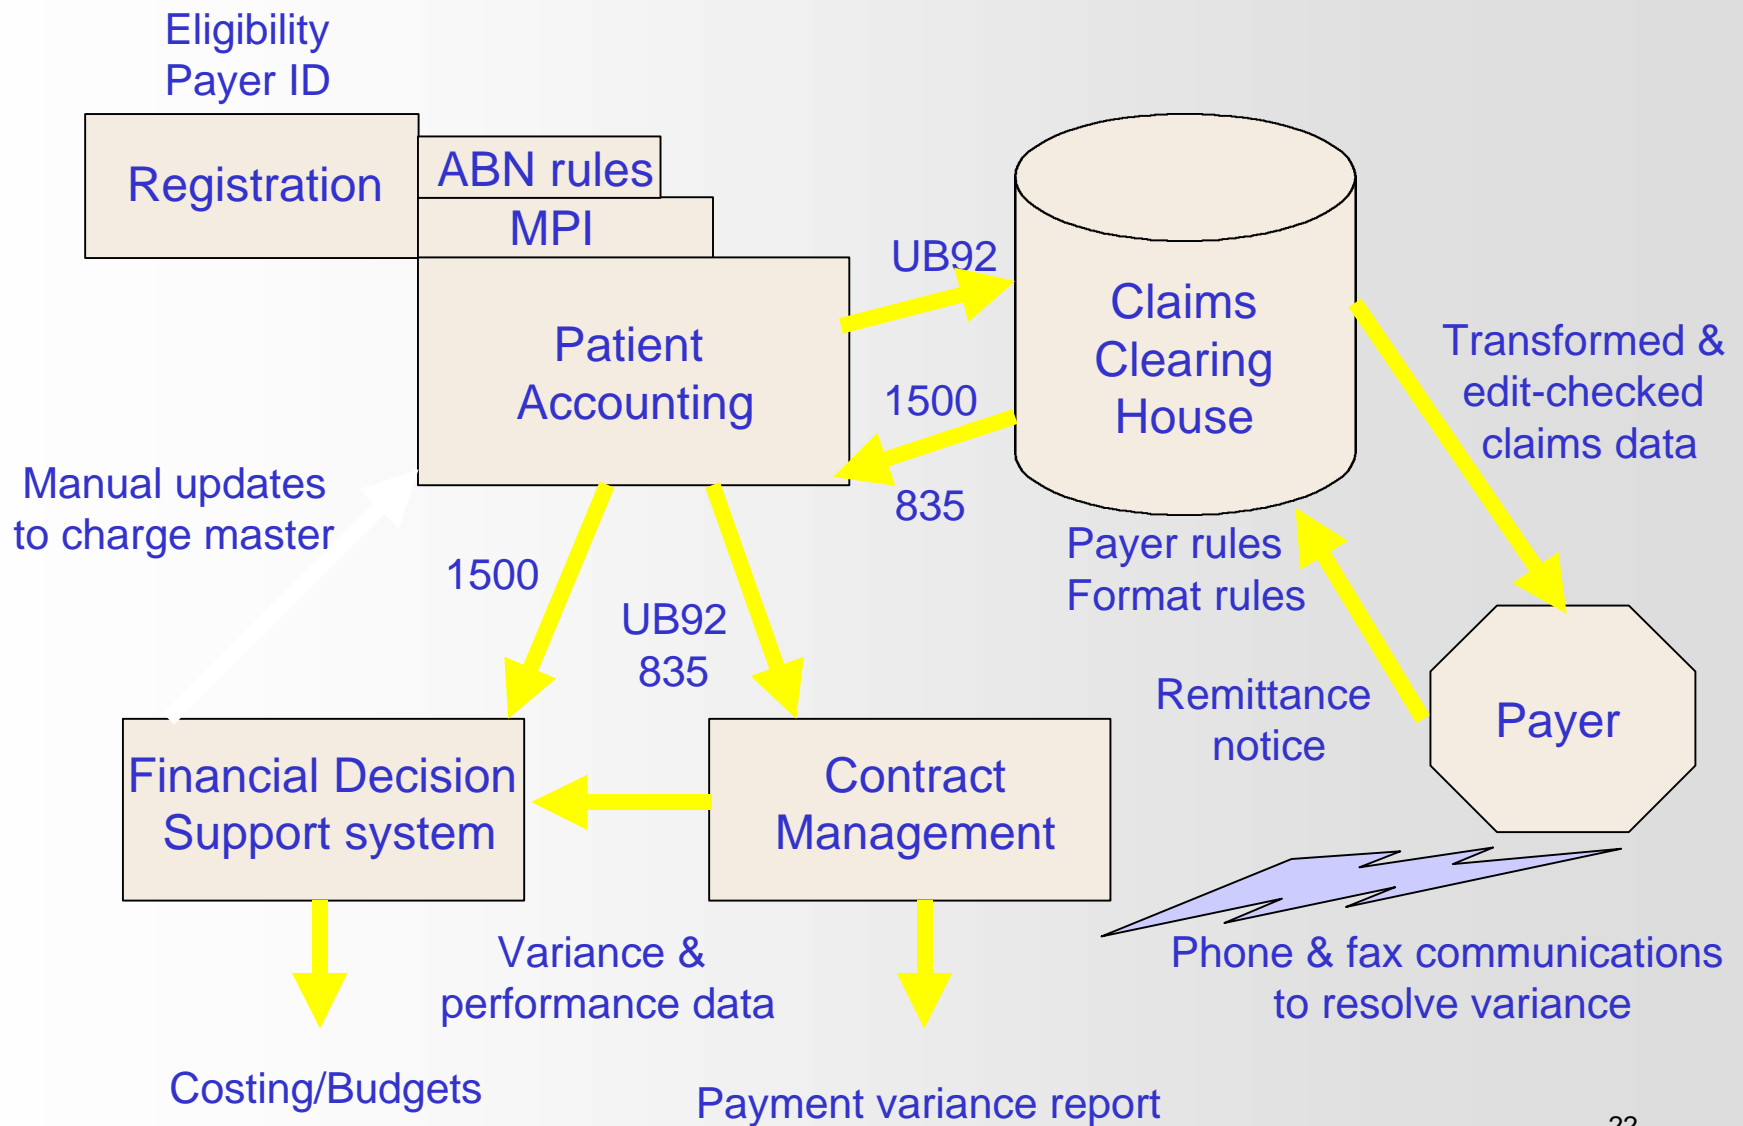 Eligibility
Payer ID
Registration
ABN rules
MPI
Patient
Accounting
UB92
1500
835
Claims
Clearing
House
Transformed &
edit-checked
claims data
Manual updates
to charge master
1500
UB92
835
Payer rules
Format rules
Remittance
notice
Payer
Financial Decision
Support system
Contract
Management
Variance &
performance data
Phone & fax communications
to resolve variance
Costing/Budgets
Payment variance report
22